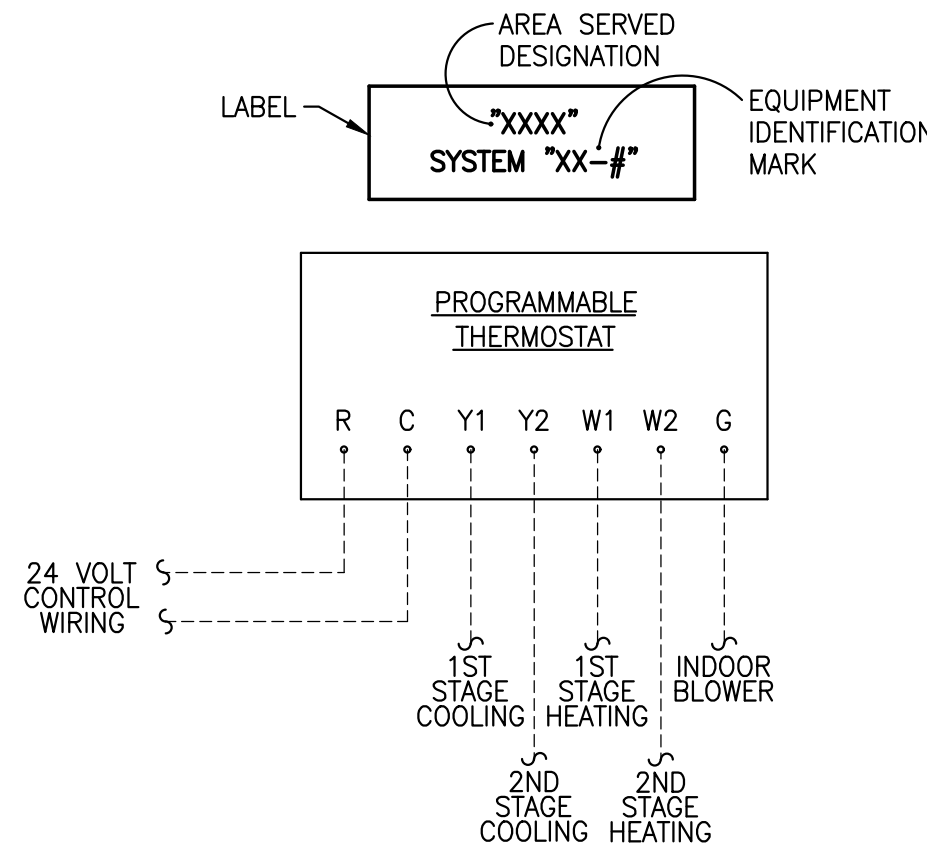 AREA SERVED
DESIGNATION
LABEL
"XXXX"
SYSTEM "XX-#"
EQUIPMENT
IDENTIFICATION
MARK
PROGRAMMABLE
THERMOSTAT
R C Y1 Y2 W1 W2 G
24 VOLT
CONTROL
WIRING
1ST
STAGE
COOLING
1ST
STAGE
HEATING
INDOOR
BLOWER
2ND
STAGE
COOLING
2ND
STAGE
HEATING